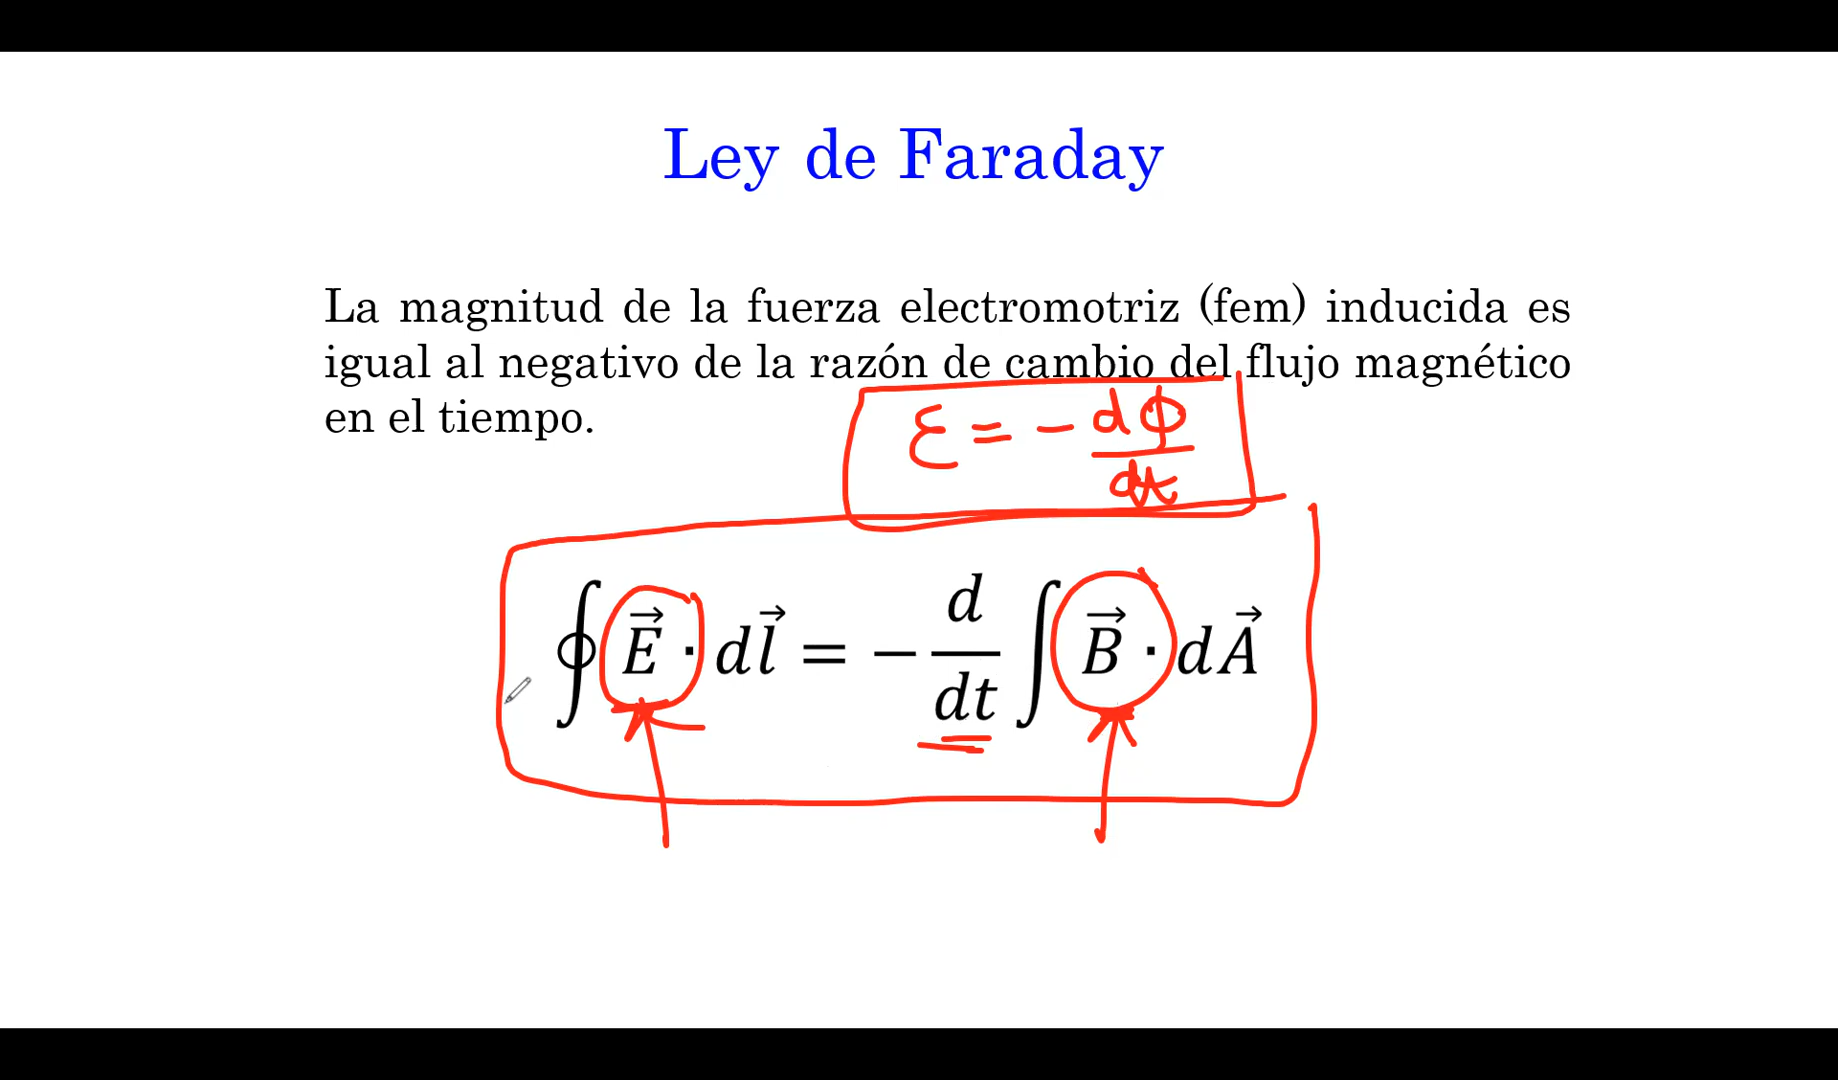 Ley de Faraday
La magnitud de la fuerza electromotriz (fem) inducida es
igual al negativo de la razón de cambio del flujo magnético
en el tiempo.
ε = - dϕ/dt
∮ E⃗ · dl⃗ = − d/dt ∫ B⃗ · dA⃗